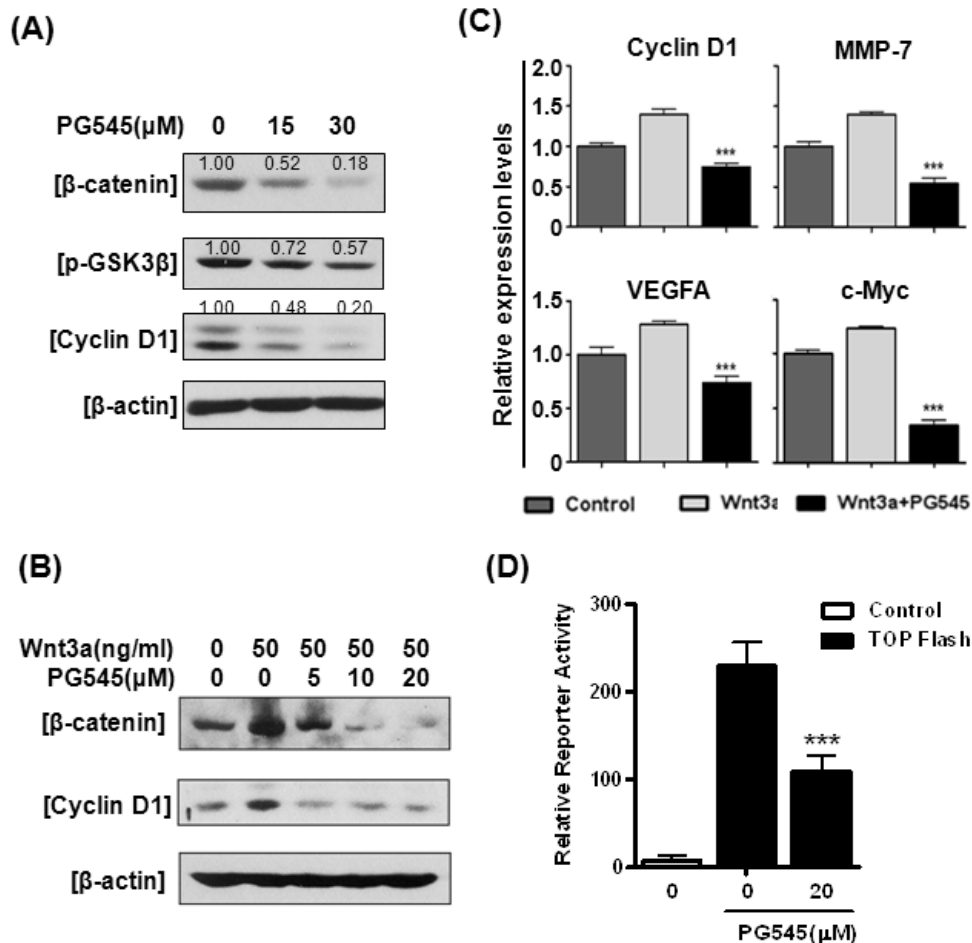 (A)
PG545(µM) 0 15 30
1.00 0.52 0.18
[β-catenin]
1.00 0.72 0.57
[p-GSK3β]
1.00 0.48 0.20
[Cyclin D1]
[β-actin]
(B)
Wnt3a(ng/ml) 0 50 50 50 50
PG545(µM) 0 0 5 10 20
[β-catenin]
[Cyclin D1]
[β-actin]
(C)
Relative expression levels
Cyclin D1 MMP-7
2.0
1.5
1.0
0.5
0
*** ***
VEGFA c-Myc
1.5
1.0
0.5
0
*** ***
Control Wnt3a Wnt3a+PG545
(D)
Relative Reporter Activity
300
200
100
0
Control
TOP Flash
***
0 0 20
PG545(µM)